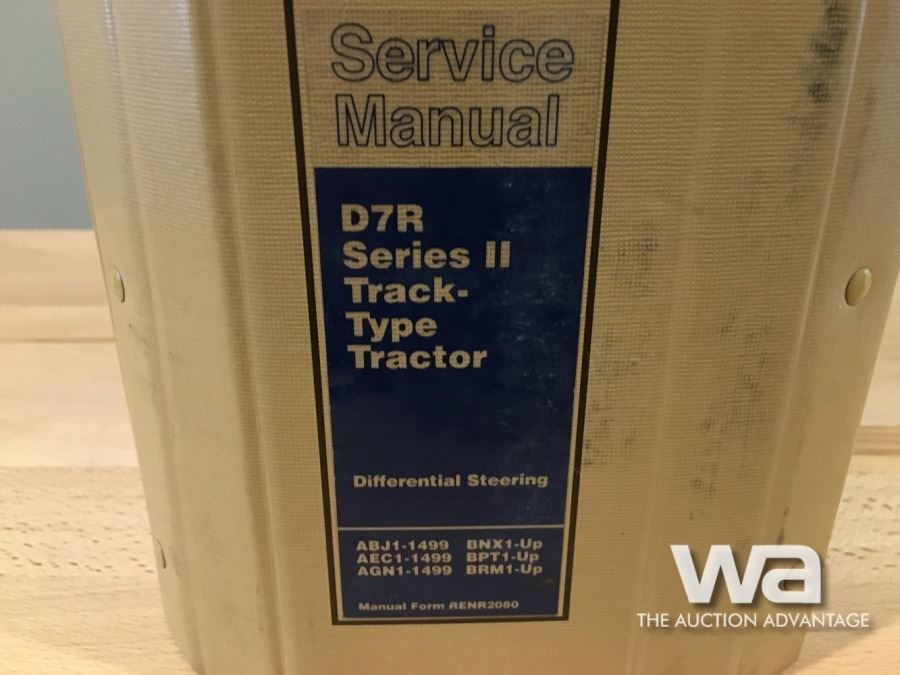 Service
Manual
D7R
Series II
Track-
Type
Tractor
Differential Steering
ABJ1-1499 BNX1-Up
AEC1-1499 BPT1-Up
AGN1-1499 BRM1-Up
Manual Form RENR2080
wa
THE AUCTION ADVANTAGE